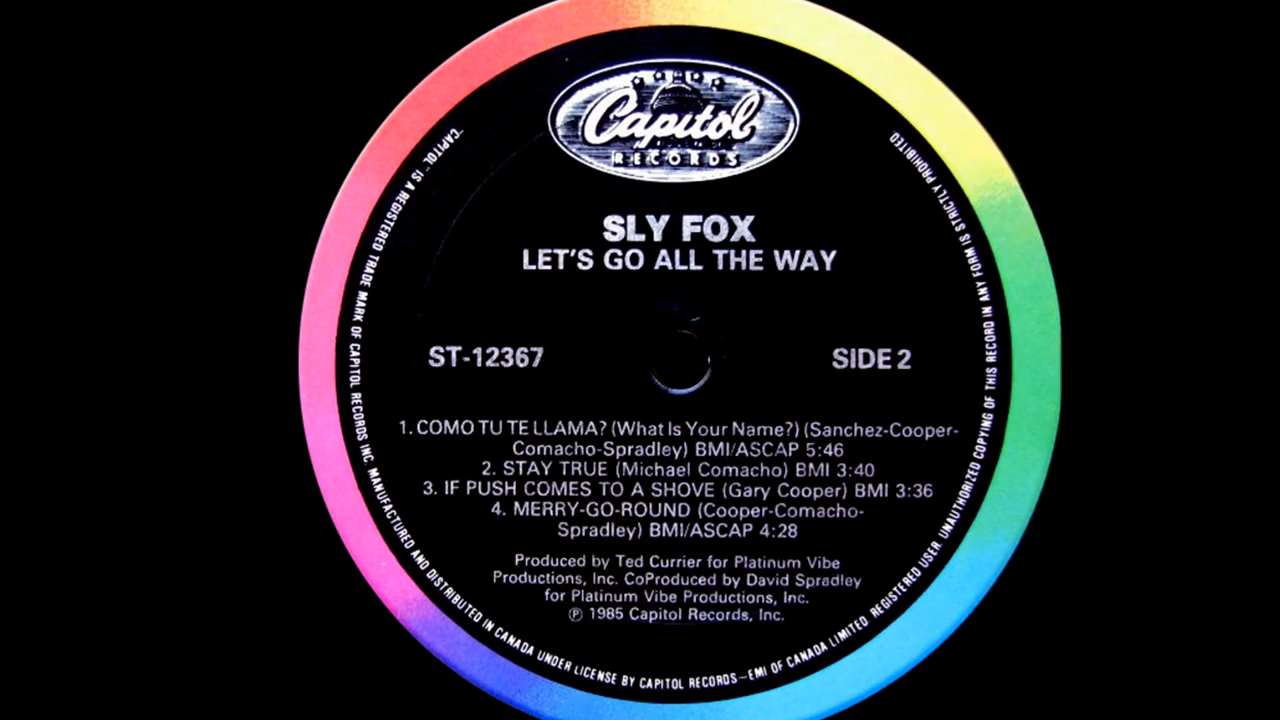 Capitol
RECORDS
SLY FOX
LET'S GO ALL THE WAY
ST-12367
SIDE 2
1. COMO TU TE LLAMA? (What Is Your Name?) (Sanchez-Cooper-
Comacho-Spradley) BMI/ASCAP 5:46
2. STAY TRUE (Michael Comacho) BMI 3:40
3. IF PUSH COMES TO A SHOVE (Gary Cooper) BMI 3:36
4. MERRY-GO-ROUND (Cooper-Comacho-
Spradley) BMI/ASCAP 4:28
Produced by Ted Currier for Platinum Vibe
Productions, Inc. CoProduced by David Spradley
for Platinum Vibe Productions, Inc.
℗ 1985 Capitol Records, Inc.
"CAPITOL" IS A REGISTERED TRADE MARK OF CAPITOL RECORDS INC. MANUFACTURED AND DISTRIBUTED IN CANADA UNDER LICENSE BY CAPITOL RECORDS—EMI OF CANADA LIMITED REGISTERED USER. UNAUTHORIZED COPYING OF THIS RECORD IN ANY FORM IS STRICTLY PROHIBITED.